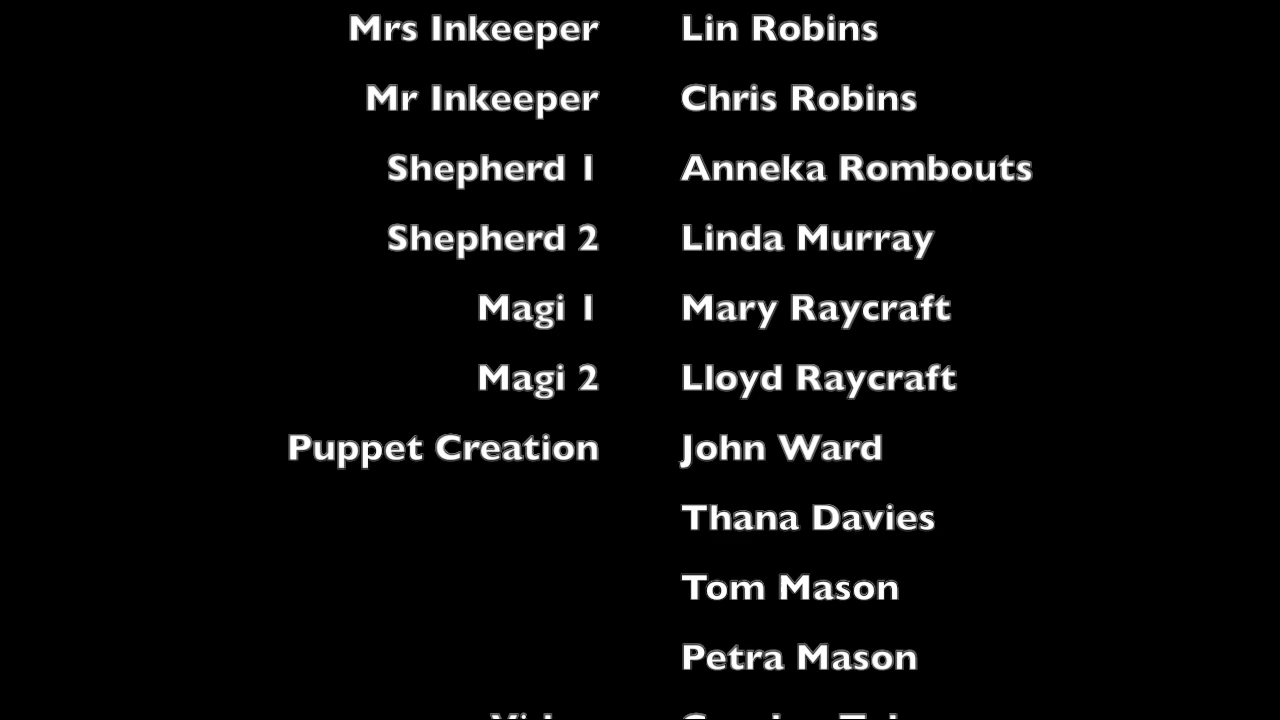 Mrs Inkeeper Lin Robins
Mr Inkeeper Chris Robins
Shepherd 1 Anneka Rombouts
Shepherd 2 Linda Murray
Magi 1 Mary Raycraft
Magi 2 Lloyd Raycraft
Puppet Creation John Ward
Thana Davies
Tom Mason
Petra Mason